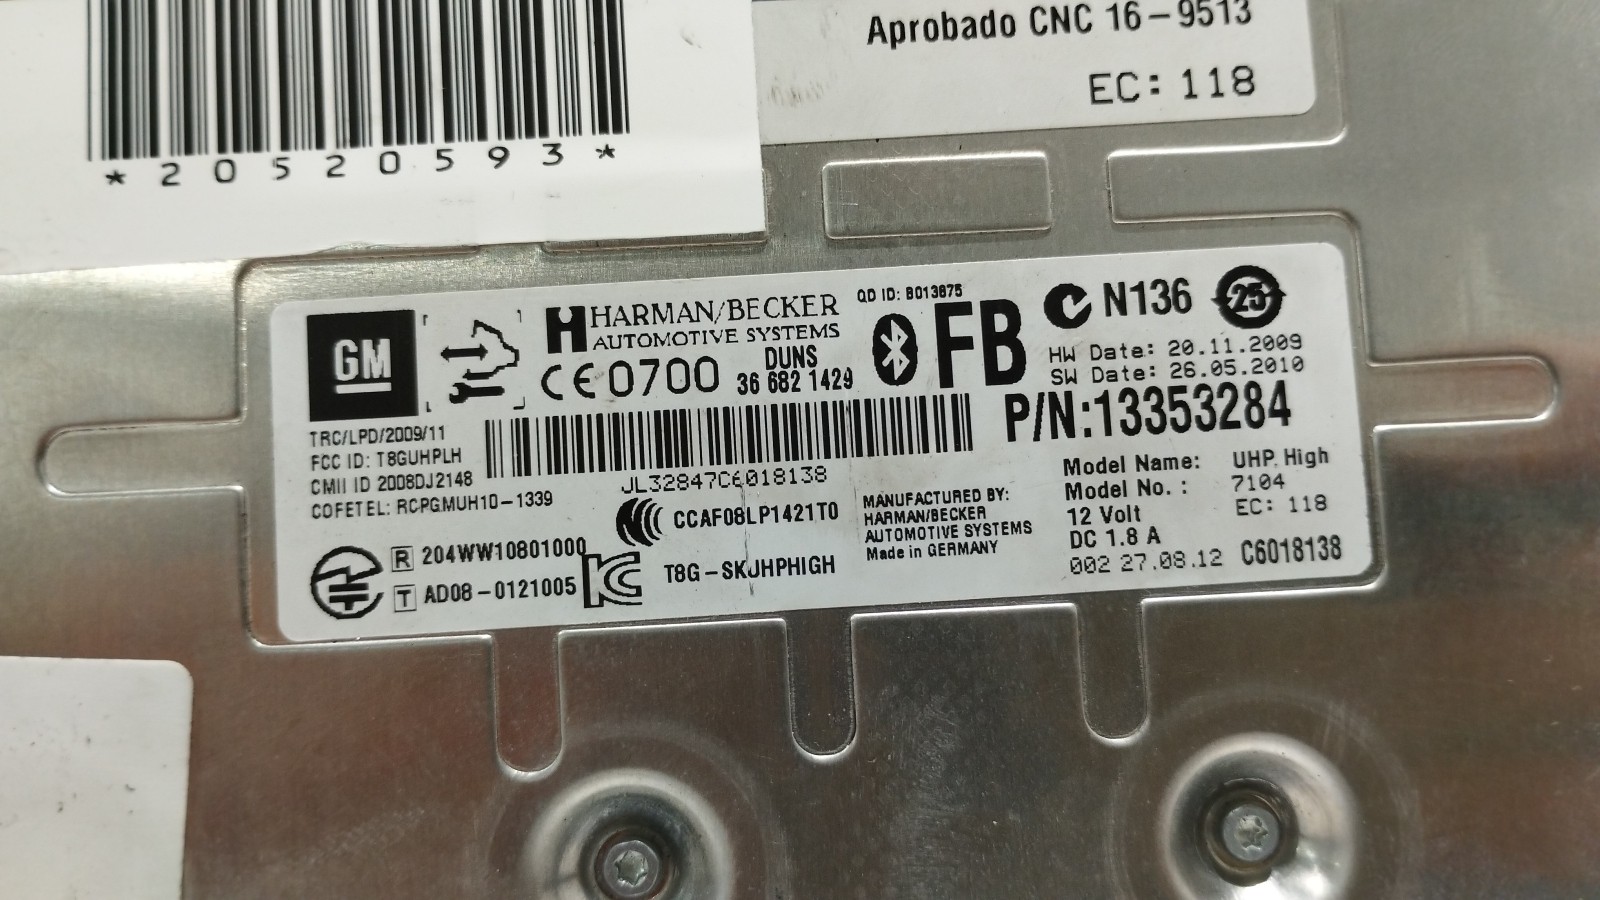 Aprobado CNC 16-9513
EC: 118
*20520593*
GM
HARMAN/BECKER
AUTOMOTIVE SYSTEMS
CE 0700
DUNS
36 682 1429
QD ID: B013875
FB
N136
25
HW Date: 20.11.2009
SW Date: 26.05.2010
P/N:13353284
TRC/LPD/2009/11
FCC ID: T8GUHPLH
CMII ID 2008DJ2148
COFETEL: RCPGMUH10-1339
JL32847C6018138
CCAF08LP1421T0
R 204WW10801000
T AD08-0121005
KC
T8G-SKUHPHIGH
MANUFACTURED BY:
HARMAN/BECKER
AUTOMOTIVE SYSTEMS
Made in GERMANY
Model Name: UHP. High
Model No.: 7104
12 Volt EC: 118
DC 1.8 A
002 27.08.12 C6018138